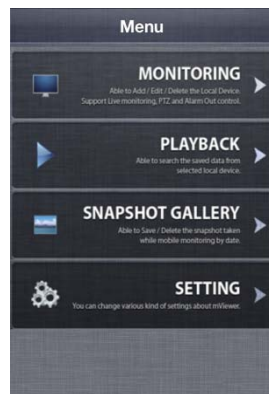 Menu
MONITORING
Able to Add / Edit / Delete the Local Device.
Support Live monitoring, PTZ and Alarm Out control.
PLAYBACK
Able to search the saved data from
selected local device.
SNAPSHOT GALLERY
Able to Save / Delete the snapshot taken
while mobile monitoring by date.
SETTING
You can change various kind of settings about mViewer.